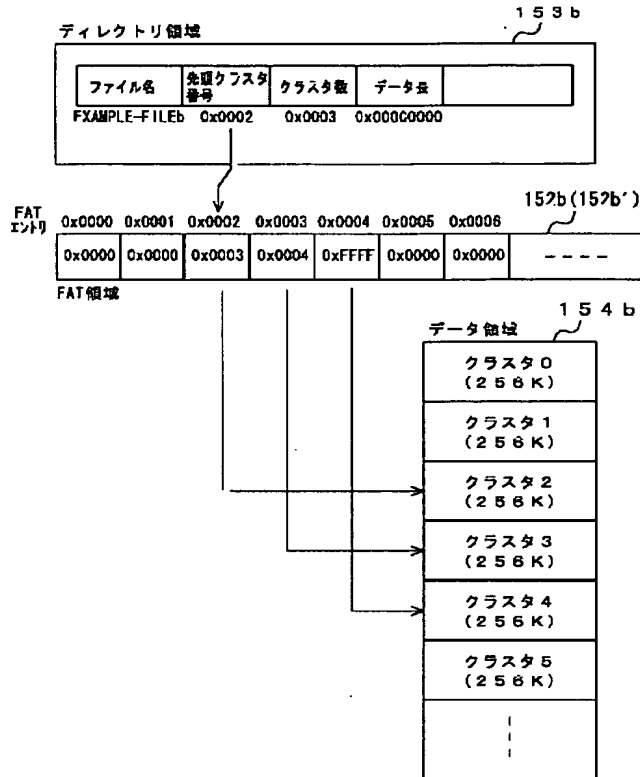 153b
ディレクトリ領域
ファイル名 先頭クラスタ番号 クラスタ数 データ長
FXAMPLE-FILEb 0x0002 0x0003 0x00000000
152b(152b')
FAT エントリ 0x0000 0x0001 0x0002 0x0003 0x0004 0x0005 0x0006
0x0000 0x0000 0x0003 0x0004 0xFFFF 0x0000 0x0000
FAT領域
154b
データ領域
クラスタ0
(256K)
クラスタ1
(256K)
クラスタ2
(256K)
クラスタ3
(256K)
クラスタ4
(256K)
クラスタ5
(256K)